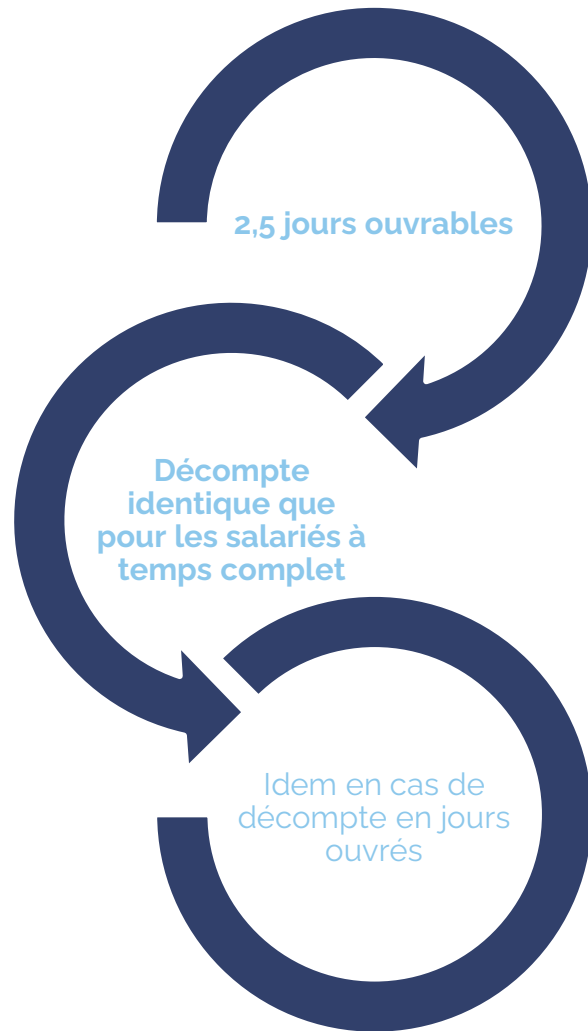 2,5 jours ouvrables
Décompte
identique que
pour les salariés à
temps complet
Idem en cas de
décompte en jours
ouvrés